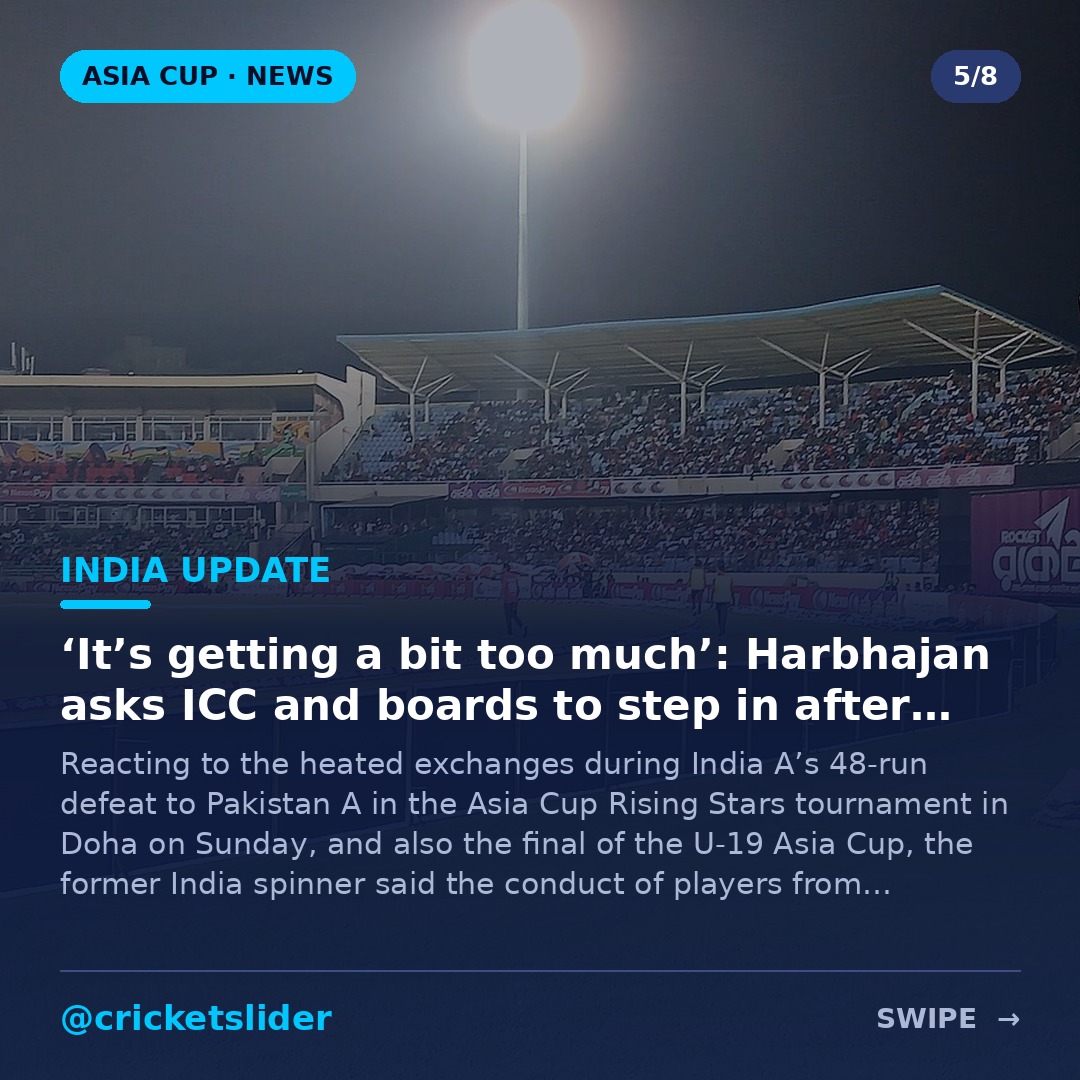 ASIA CUP · NEWS
5/8
NexusPay
NexusPay
ROCKET
INDIA UPDATE
‘It’s getting a bit too much’: Harbhajan
asks ICC and boards to step in after…
Reacting to the heated exchanges during India A’s 48-run
defeat to Pakistan A in the Asia Cup Rising Stars tournament in
Doha on Sunday, and also the final of the U-19 Asia Cup, the
former India spinner said the conduct of players from…
@cricketslider
SWIPE →